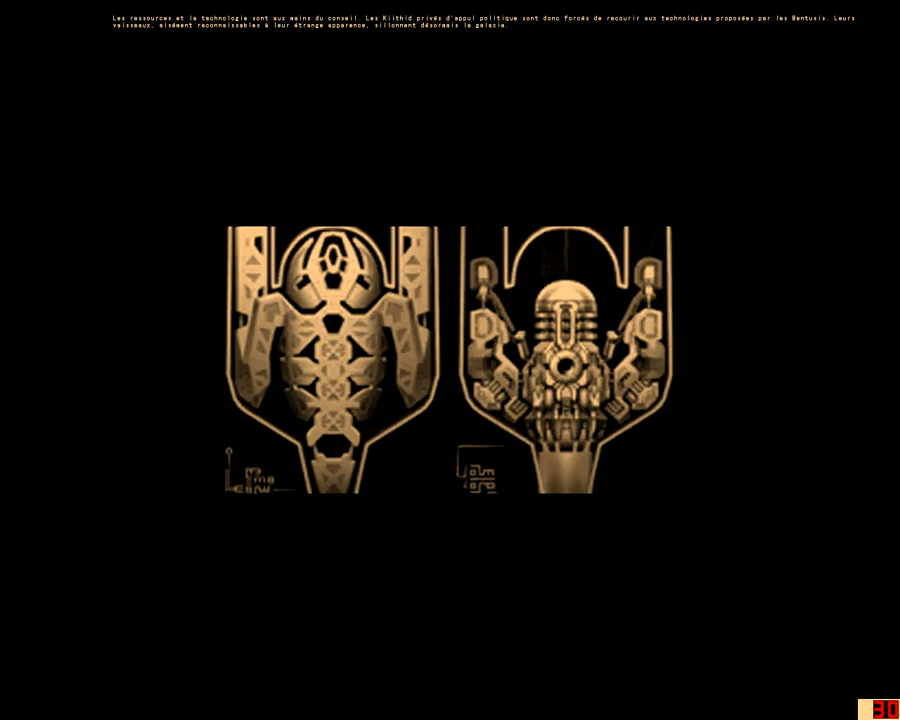 Les ressources et la technologie sont aux mains du conseil. Les Kiithid privés d'appui politique sont donc forcés de recourir aux technologies proposées par les Bentusis. Leurs
vaisseaux, aisément reconnaissables à leur étrange apparence, sillonnent désormais la galaxie.
30